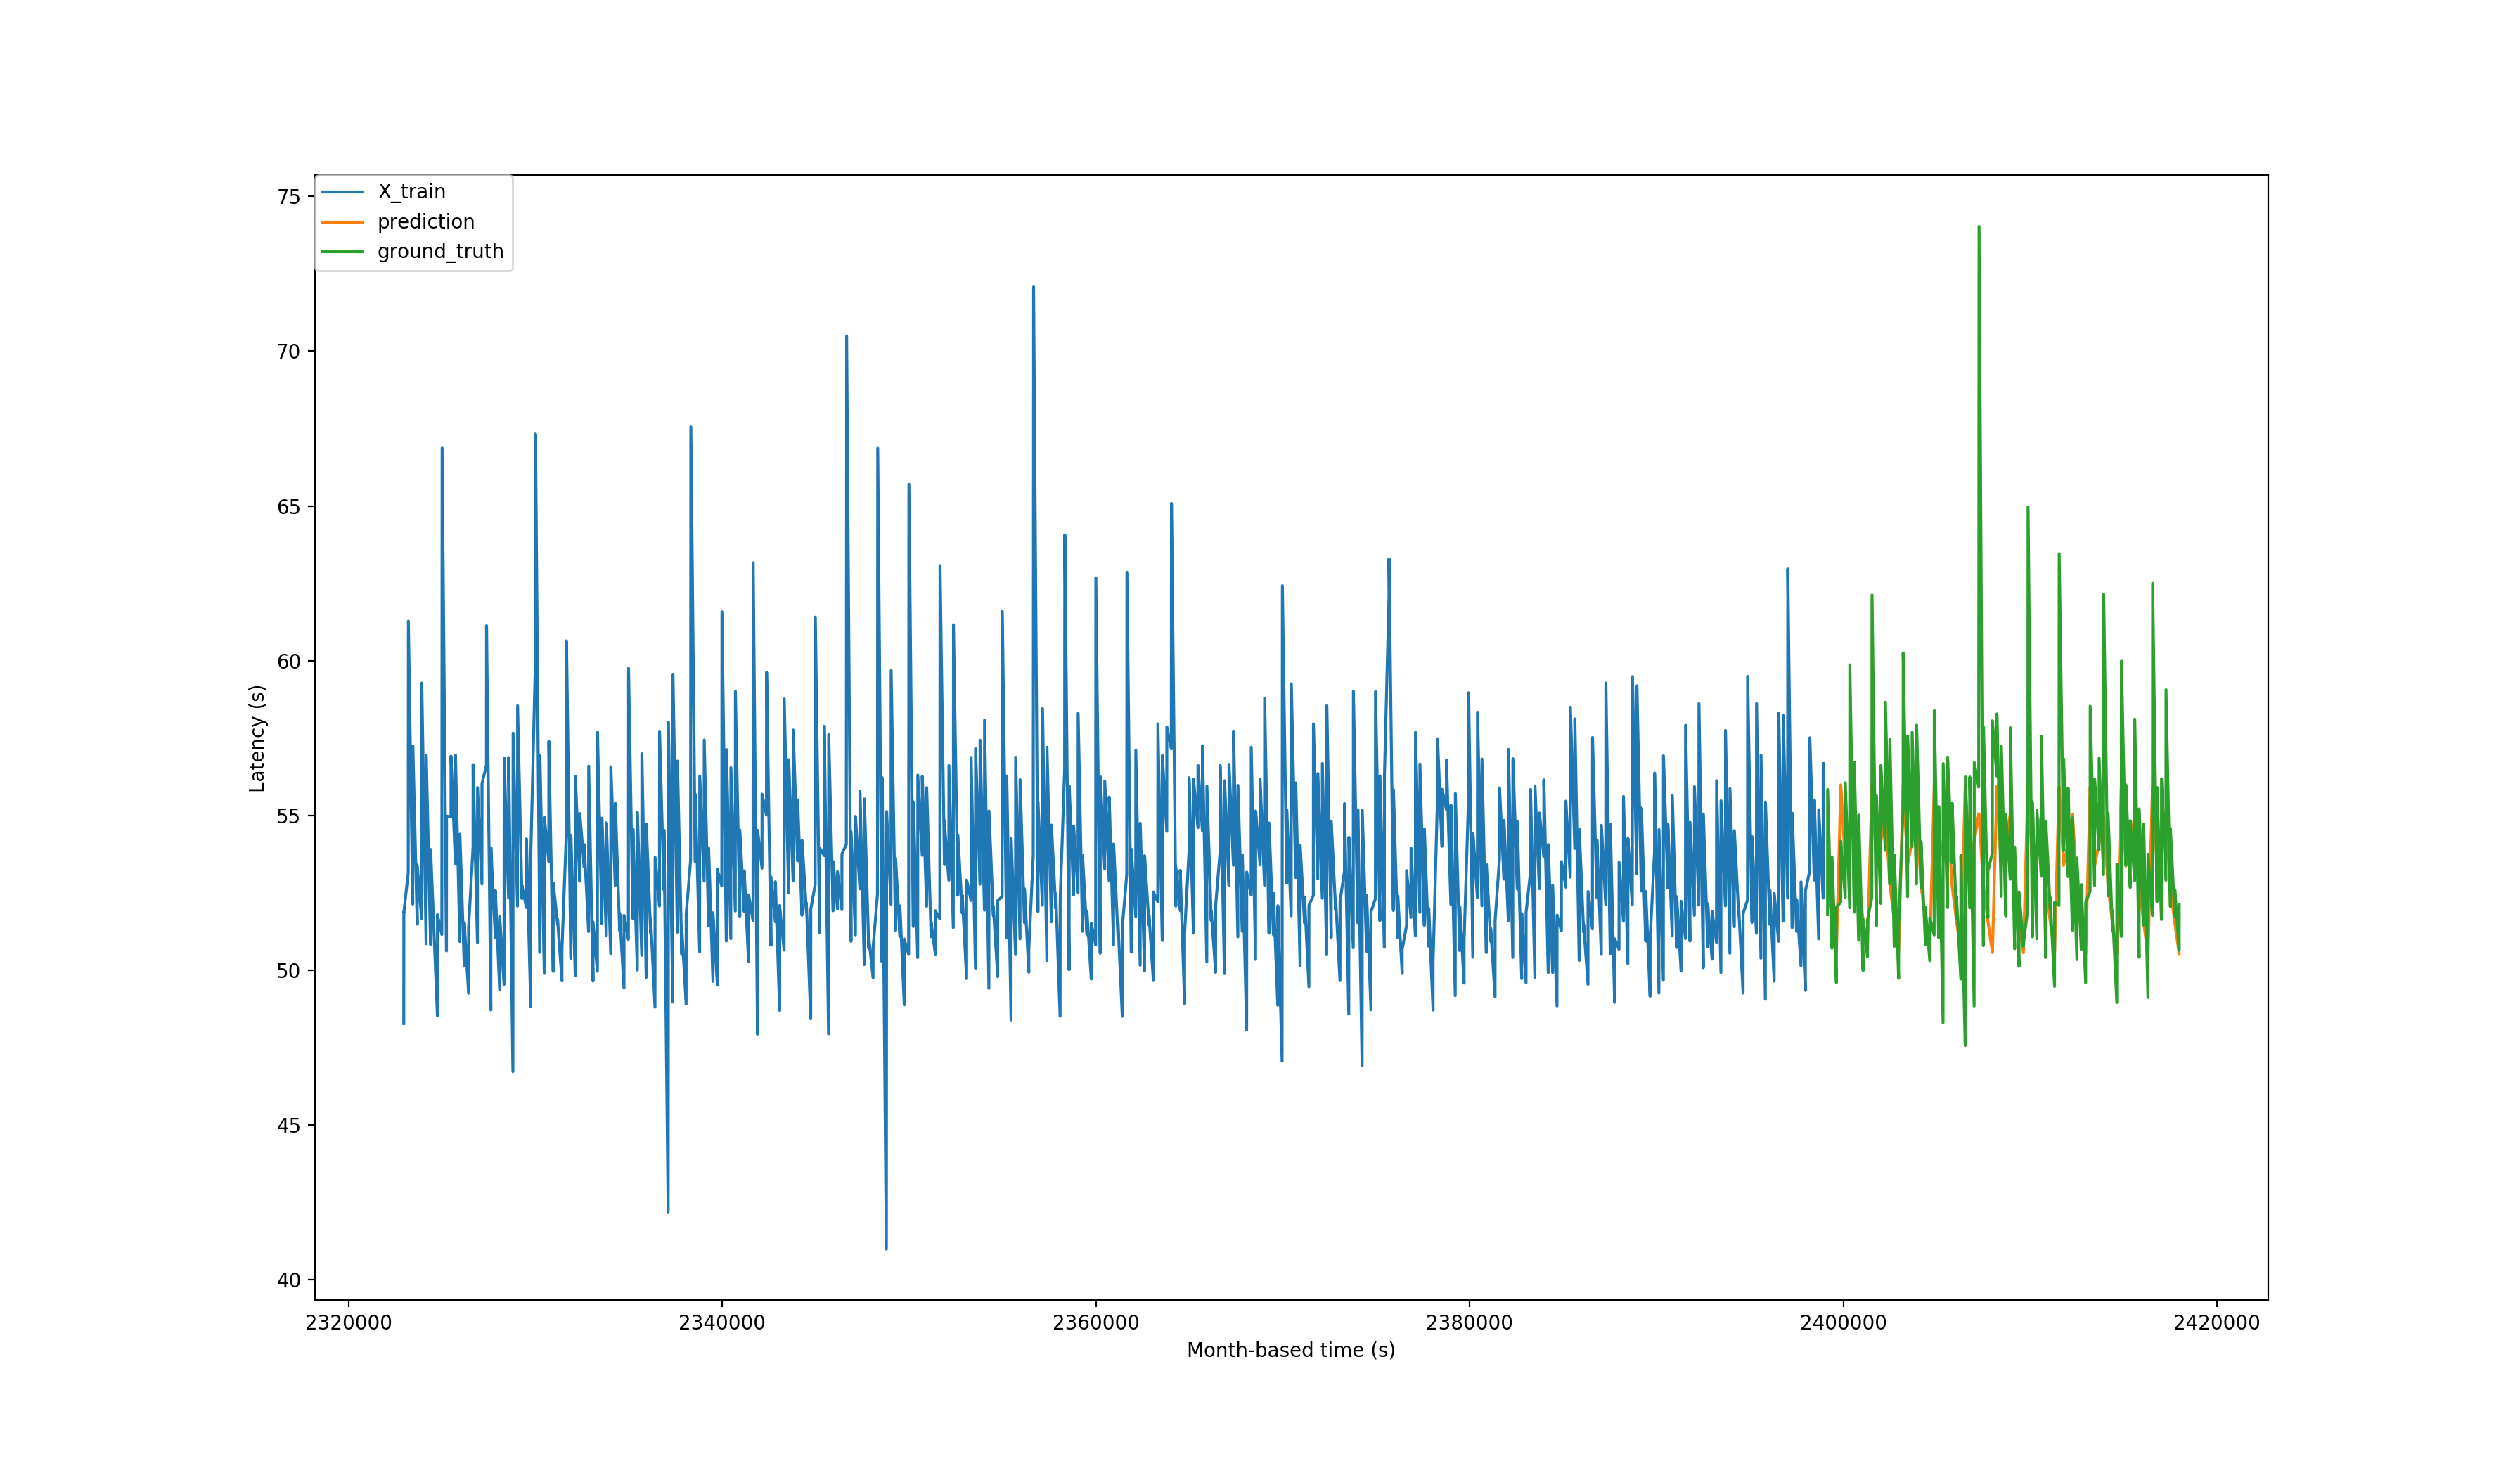 X_train
prediction
ground_truth
75
70
65
60
55
50
45
40
Latency (s)
2320000 2340000 2360000 2380000 2400000 2420000
Month-based time (s)